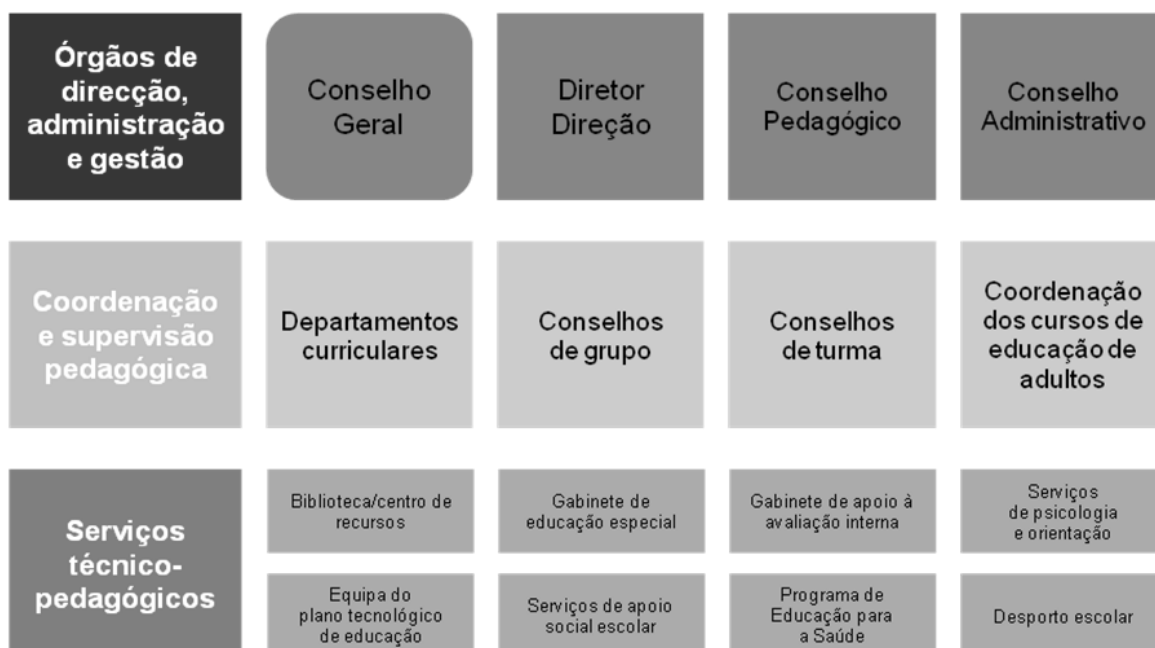 Órgãos de
direcção,
administração
e gestão
Conselho
Geral
Diretor
Direção
Conselho
Pedagógico
Conselho
Administrativo
Coordenação
e supervisão
pedagógica
Departamentos
curriculares
Conselhos
de grupo
Conselhos
de turma
Coordenação
dos cursos de
educação de
adultos
Serviços
técnico-
pedagógicos
Biblioteca/centro de
recursos
Gabinete de
educação especial
Gabinete de apoio à
avaliação interna
Serviços
de psicologia
e orientação
Equipa do
plano tecnológico
de educação
Serviços de apoio
social escolar
Programa de
Educação para
a Saúde
Desporto escolar